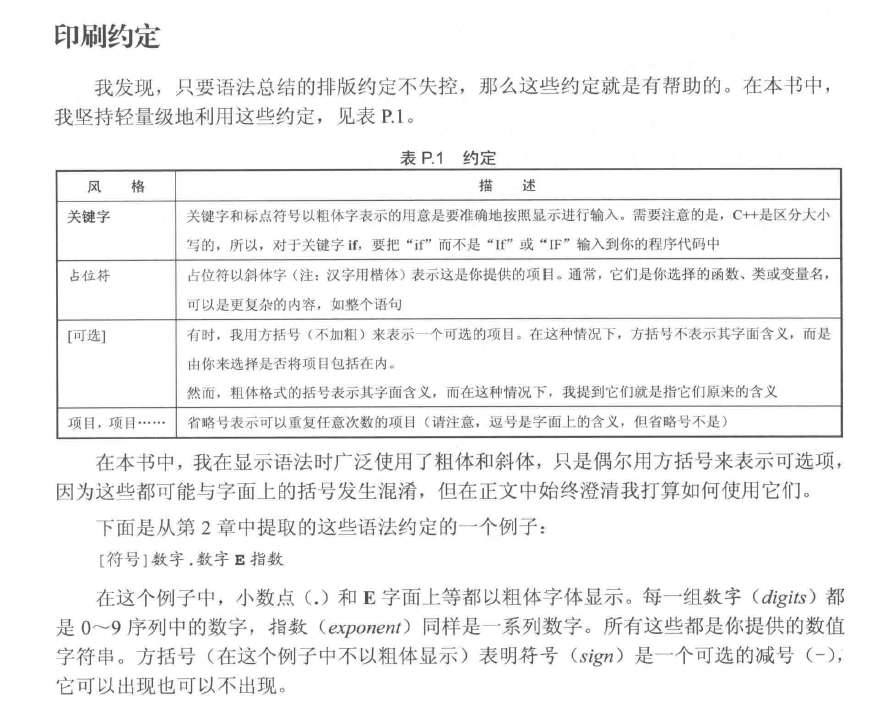 印刷约定
我发现，只要语法总结的排版约定不失控，那么这些约定就是有帮助的。在本书中，
我坚持轻量级地利用这些约定，见表 P.1。
表 P.1 约定
风 格 描 述
关键字 关键字和标点符号以粗体字表示的用意是要准确地按照显示进行输入。需要注意的是，C++是区分大小
写的，所以，对于关键字 if，要把“if”而不是“If”或“IF”输入到你的程序代码中
占位符 占位符以斜体字（注：汉字用楷体）表示这是你提供的项目。通常，它们是你选择的函数、类或变量名，
可以是更复杂的内容，如整个语句
[可选] 有时，我用方括号（不加粗）来表示一个可选的项目。在这种情况下，方括号不表示其字面含义，而是
由你来选择是否将项目包括在内。
然而，粗体格式的括号表示其字面含义，而在这种情况下，我提到它们就是指它们原来的含义
项目，项目…… 省略号表示可以重复任意次数的项目（请注意，逗号是字面上的含义，但省略号不是）
在本书中，我在显示语法时广泛使用了粗体和斜体，只是偶尔用方括号来表示可选项，
因为这些都可能与字面上的括号发生混淆，但在正文中始终澄清我打算如何使用它们。
下面是从第 2 章中提取的这些语法约定的一个例子：
[符号]数字.数字 E 指数
在这个例子中，小数点（.）和 E 字面上等都以粗体字体显示。每一组数字（digits）都
是 0～9 序列中的数字，指数（exponent）同样是一系列数字。所有这些都是你提供的数值
字符串。方括号（在这个例子中不以粗体显示）表明符号（sign）是一个可选的减号（-），
它可以出现也可以不出现。